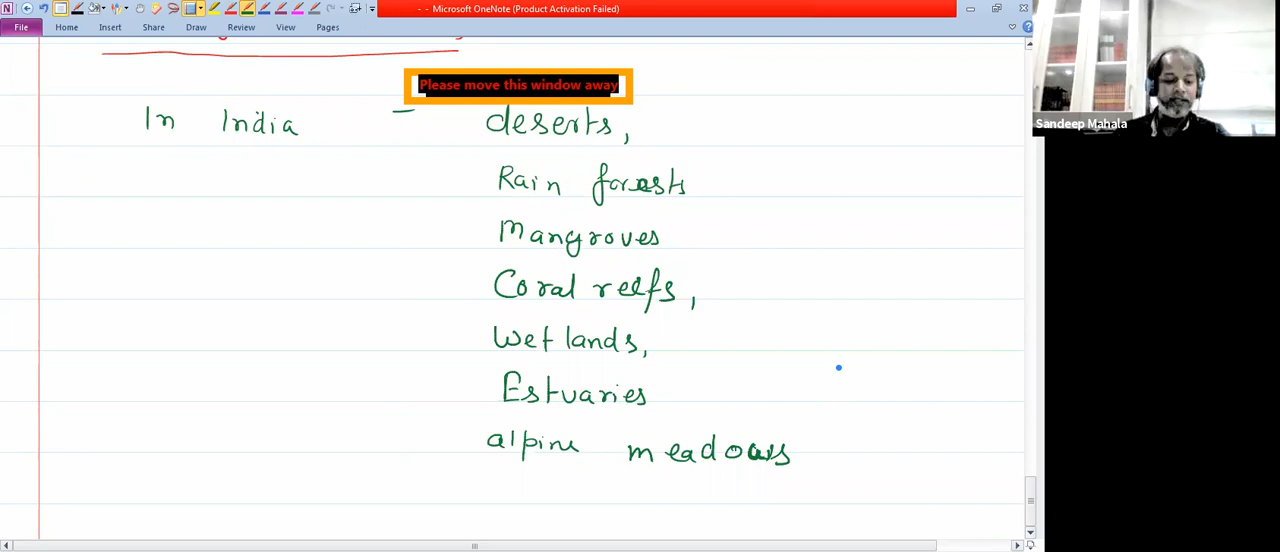 - - Microsoft OneNote (Product Activation Failed)
File Home Insert Share Draw Review View Pages
Please move this window away
In India – deserts,
Rain forests
Mangroves
Coral reefs,
Wetlands,
Estuaries
alpine meadows
Sandeep Mahala